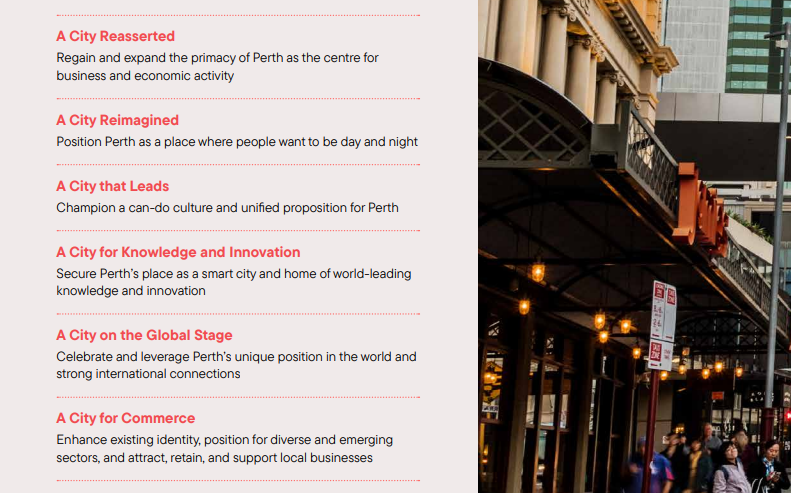 A City Reasserted
Regain and expand the primacy of Perth as the centre for
business and economic activity
A City Reimagined
Position Perth as a place where people want to be day and night
A City that Leads
Champion a can-do culture and unified proposition for Perth
A City for Knowledge and Innovation
Secure Perth's place as a smart city and home of world-leading
knowledge and innovation
A City on the Global Stage
Celebrate and leverage Perth's unique position in the world and
strong international connections
A City for Commerce
Enhance existing identity, position for diverse and emerging
sectors, and attract, retain, and support local businesses